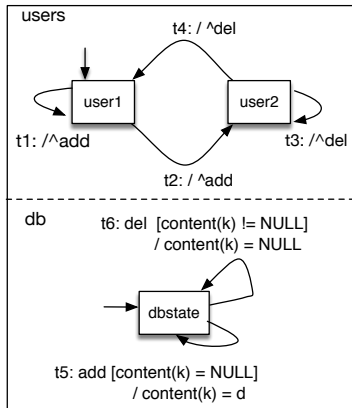 users
t4: / ^del
user1
user2
t1: /^add
t3: /^del
t2: / ^add
db
t6: del [content(k) != NULL]
/ content(k) = NULL
dbstate
t5: add [content(k) = NULL]
/ content(k) = d